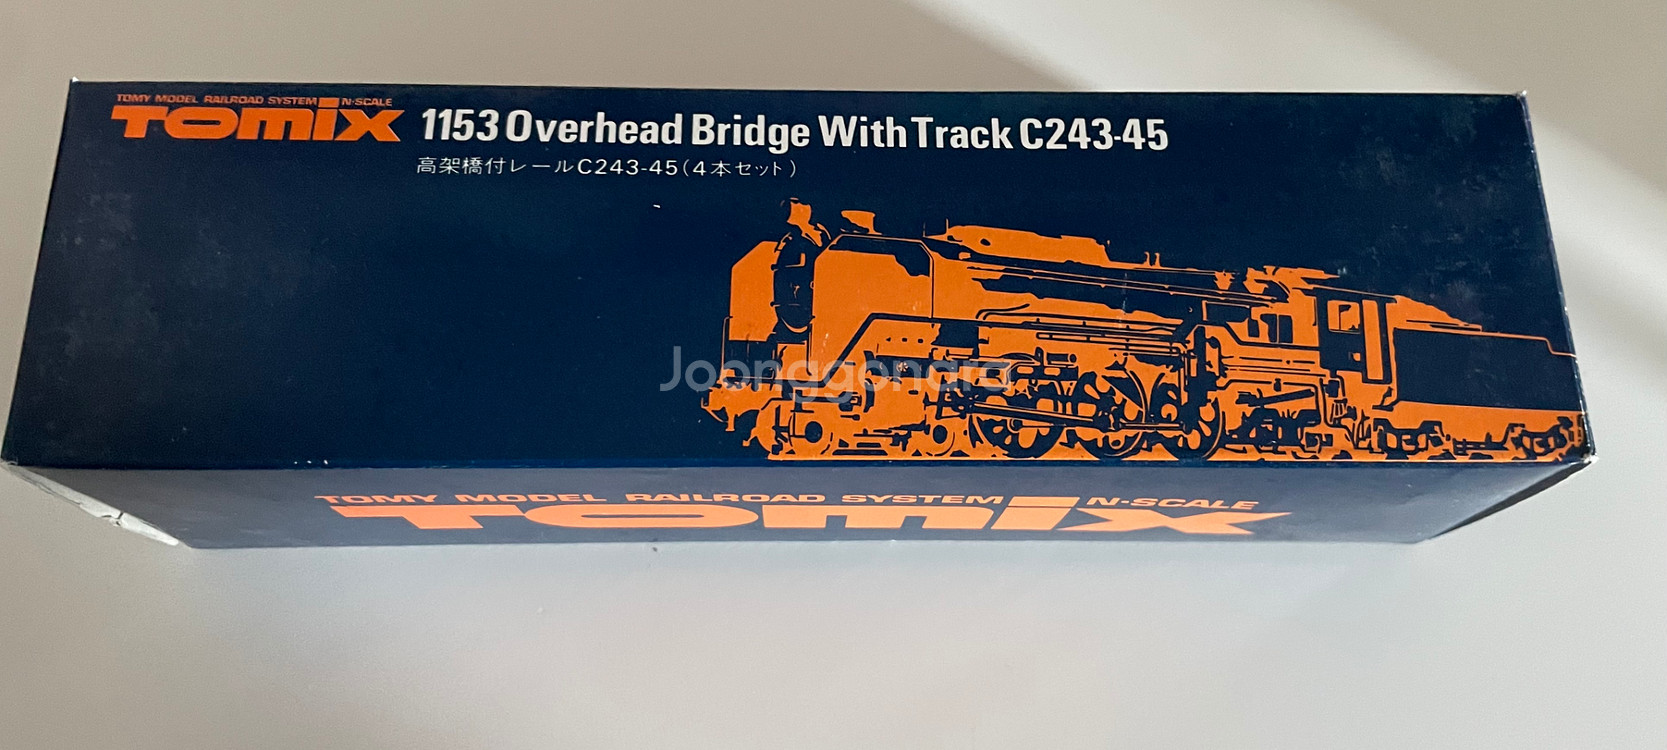 TOMY MODEL RAILROAD SYSTEM N-SCALE
TOMIX
1153 Overhead Bridge With Track C243-45
高架橋付レールC243-45(4本セット)
Joonggonara
TOMY MODEL RAILROAD SYSTEM N-SCALE
TOMIX